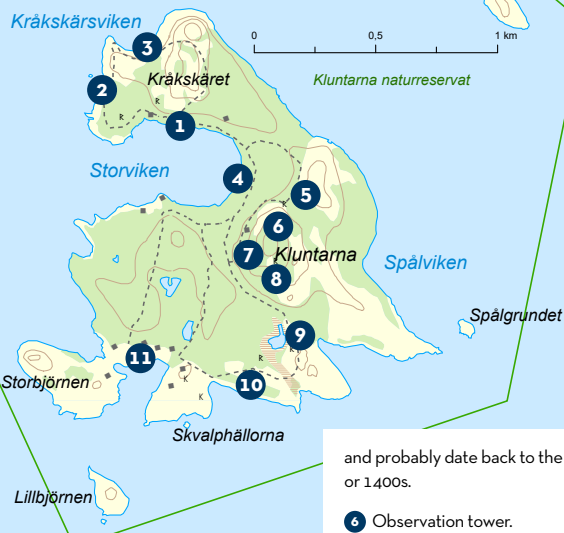 Kråkskärsviken
0 0,5 1 km
3
Kråkskäret
Kluntarna naturreservat
2
R
R
1
Storviken
4
5
K
6
7
Kluntarna
8
Spålviken
Spålgrundet
9
K
R
11
Storbjörnen
10
K
K
Skvalphällorna
Lillbjörnen
and probably date back to the
or 1400s.
6 Observation tower.